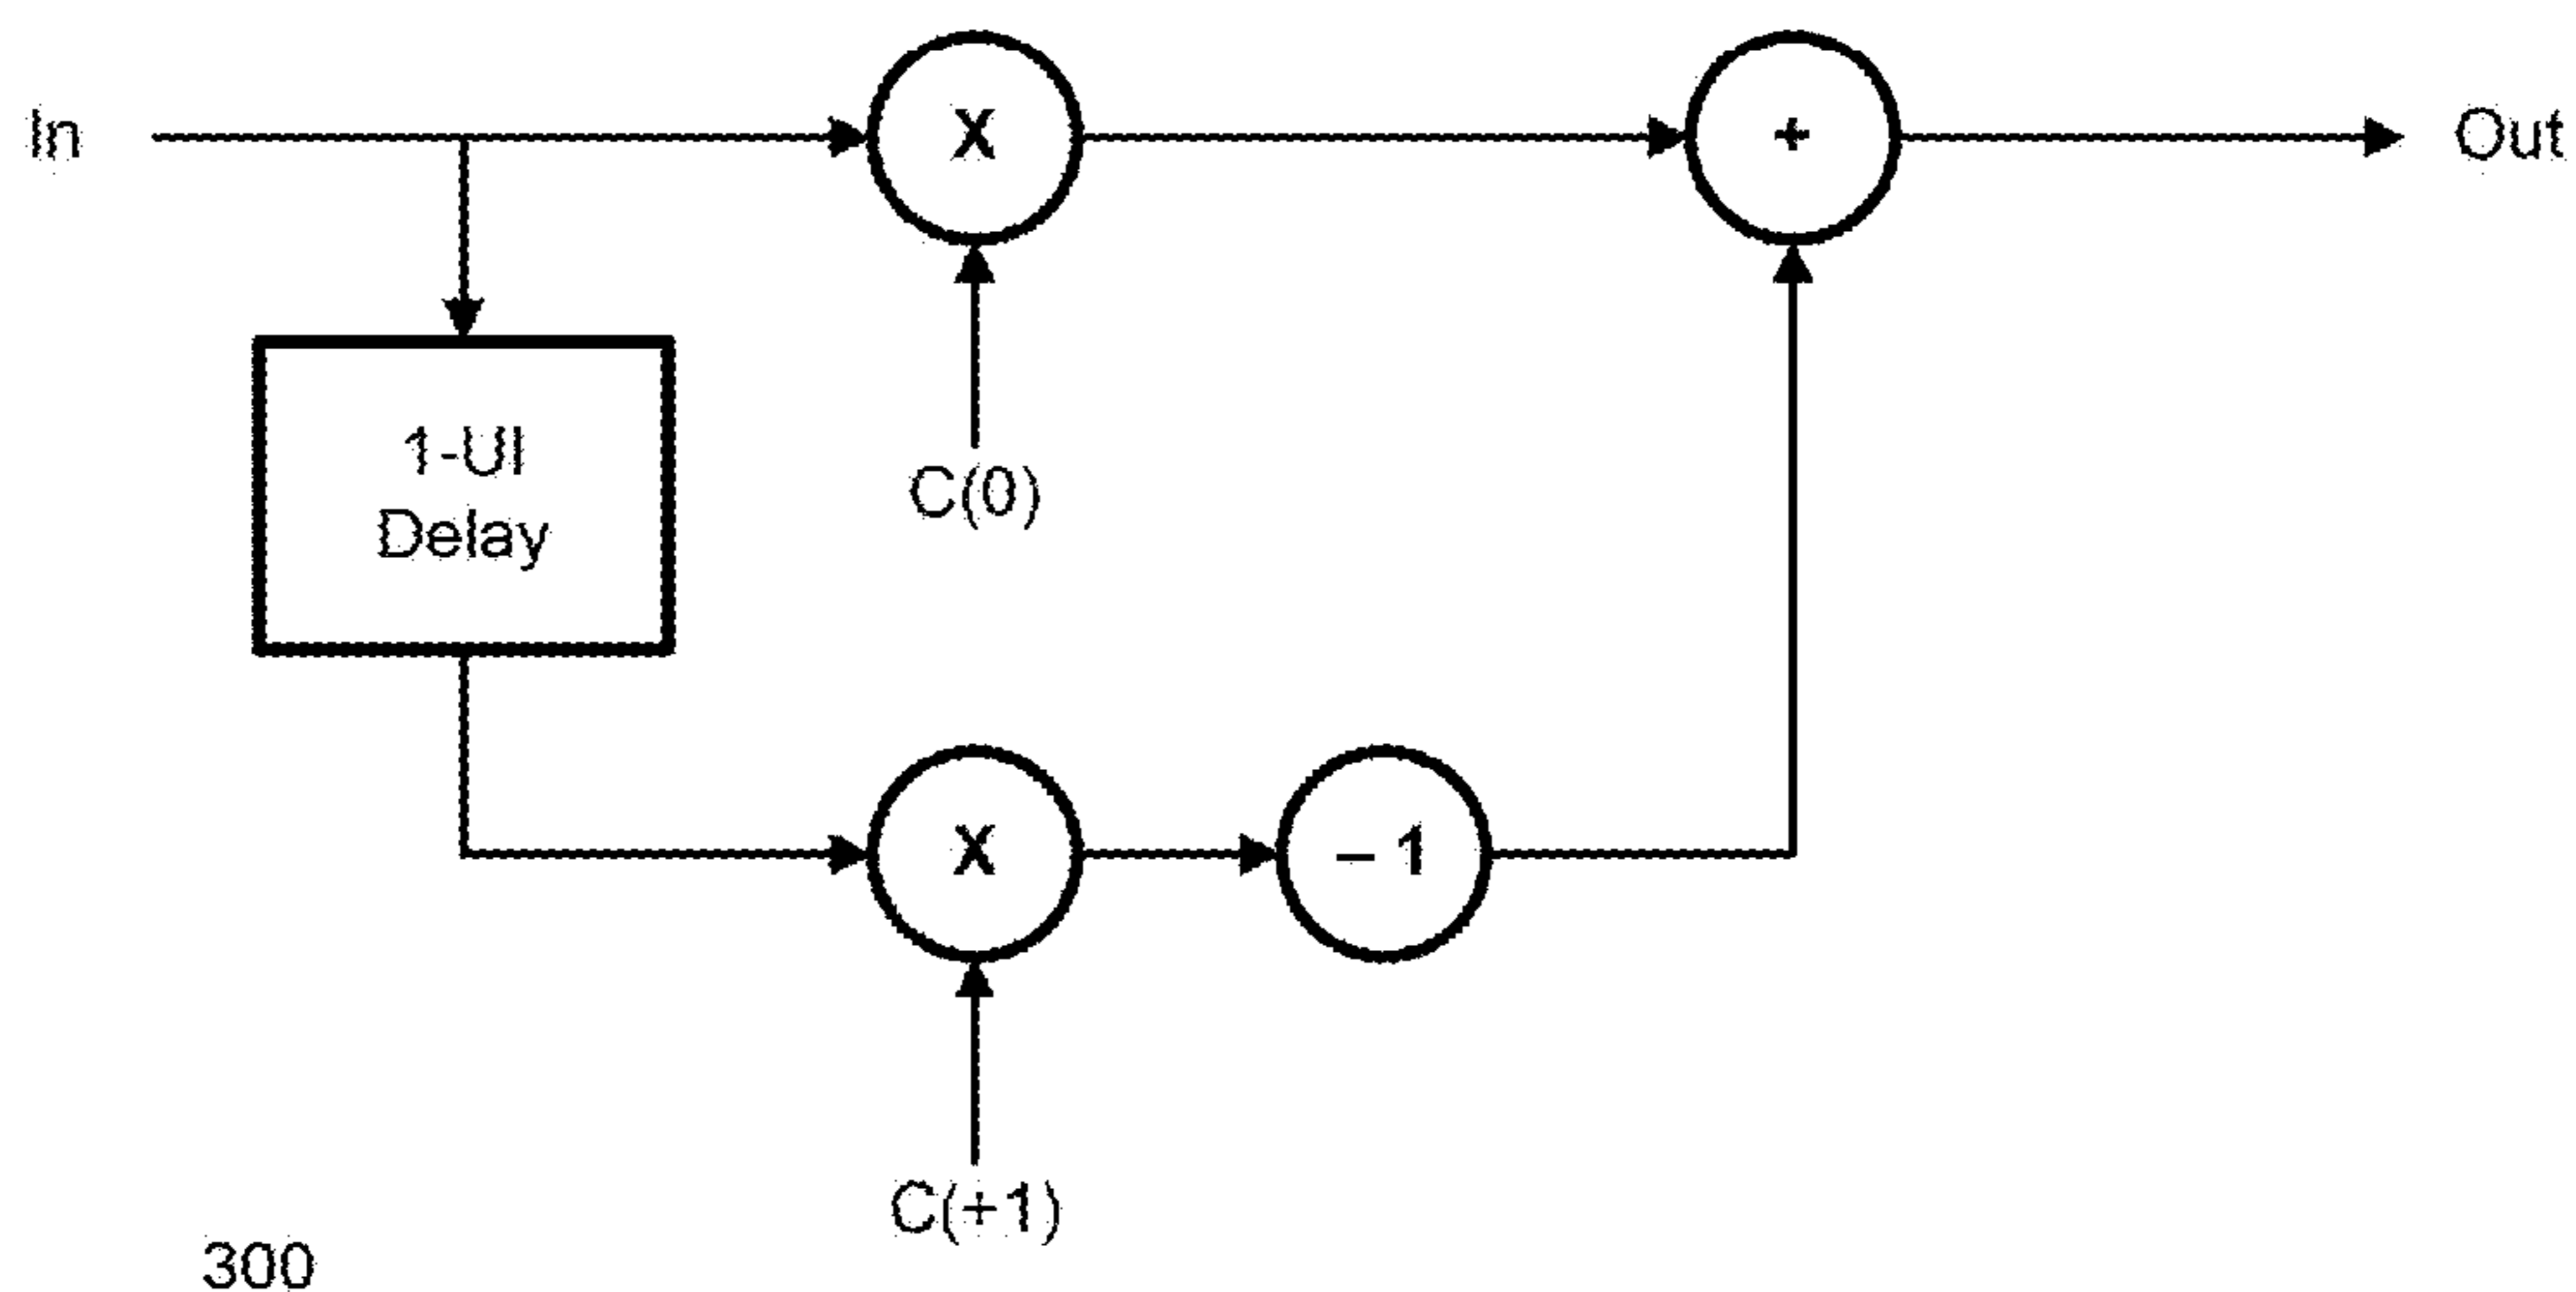 In
X
+
Out
1-UI
Delay
C(0)
X
– 1
C(+1)
300